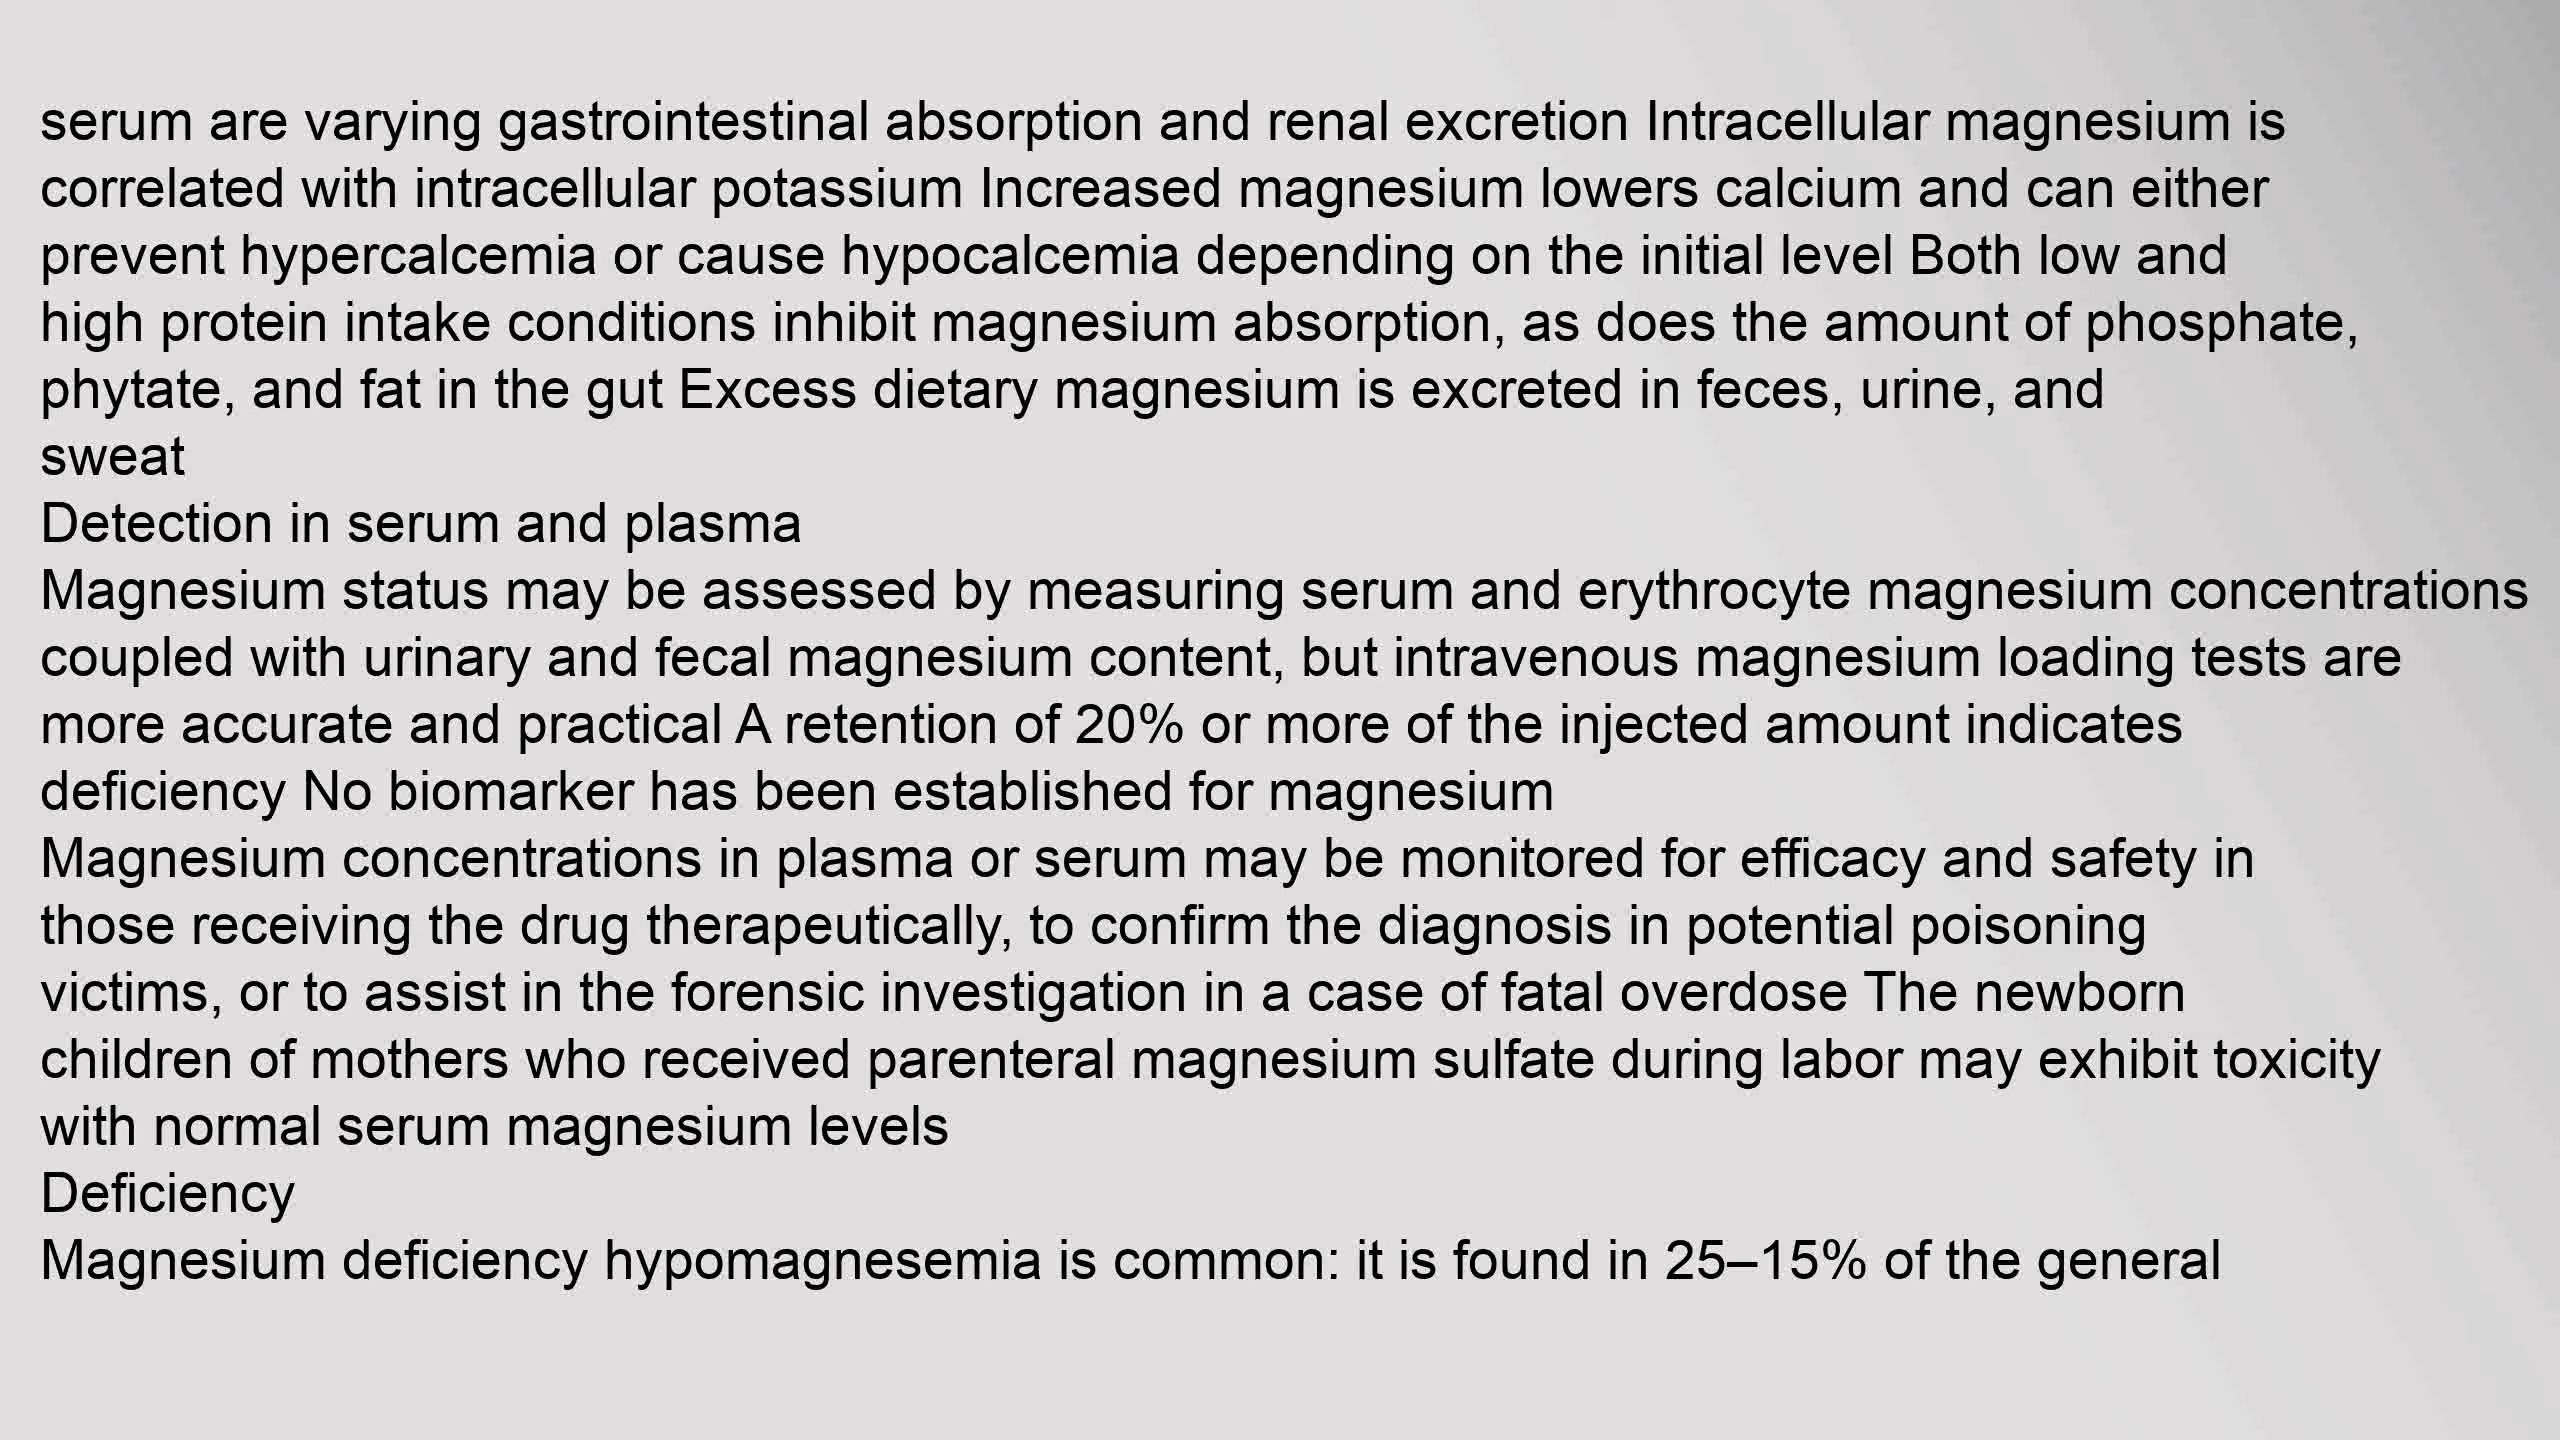 serum are varying gastrointestinal absorption and renal excretion Intracellular magnesium is
correlated with intracellular potassium Increased magnesium lowers calcium and can either
prevent hypercalcemia or cause hypocalcemia depending on the initial level Both low and
high protein intake conditions inhibit magnesium absorption, as does the amount of phosphate,
phytate, and fat in the gut Excess dietary magnesium is excreted in feces, urine, and
sweat
Detection in serum and plasma
Magnesium status may be assessed by measuring serum and erythrocyte magnesium concentrations
coupled with urinary and fecal magnesium content, but intravenous magnesium loading tests are
more accurate and practical A retention of 20% or more of the injected amount indicates
deficiency No biomarker has been established for magnesium
Magnesium concentrations in plasma or serum may be monitored for efficacy and safety in
those receiving the drug therapeutically, to confirm the diagnosis in potential poisoning
victims, or to assist in the forensic investigation in a case of fatal overdose The newborn
children of mothers who received parenteral magnesium sulfate during labor may exhibit toxicity
with normal serum magnesium levels
Deficiency
Magnesium deficiency hypomagnesemia is common: it is found in 25–15% of the general